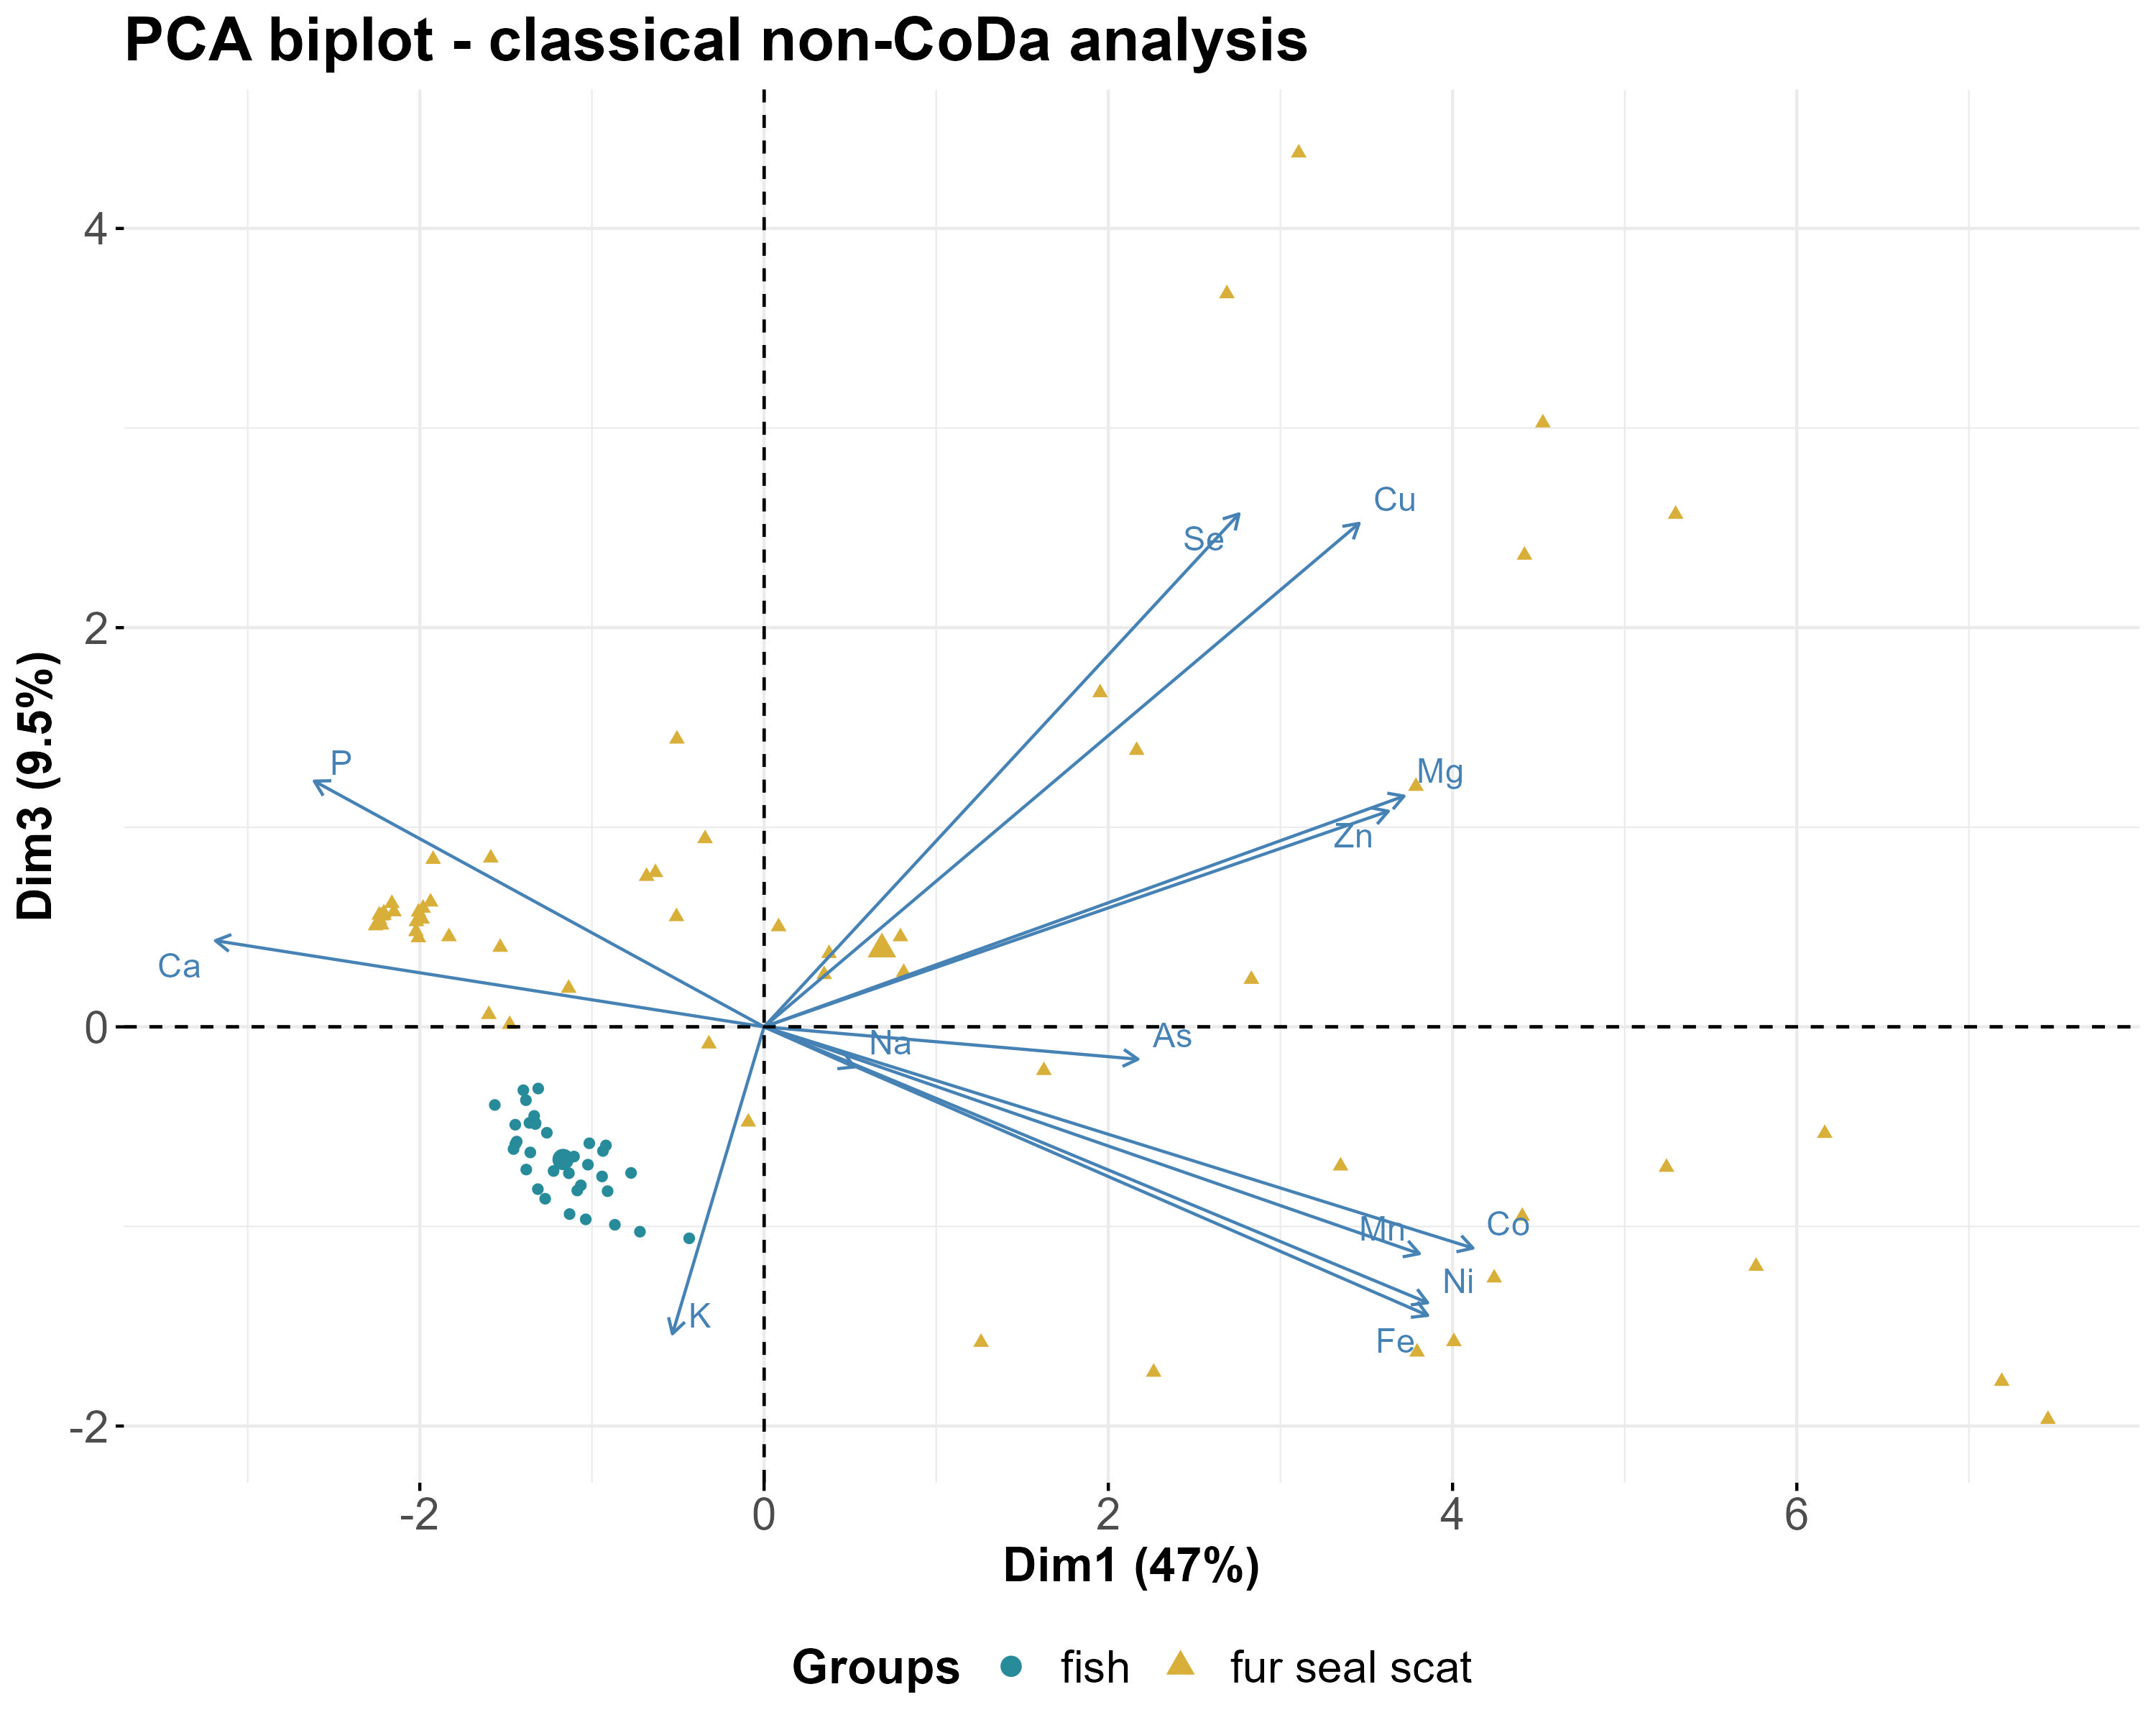 PCA biplot - classical non-CoDa analysis
Dim3 (9.5%)
4
2
0
-2
Cu
Se
P
Mg
Zn
Ca
As
Na
Mn
Co
Ni
K
Fe
-2
0
2
4
6
Dim1 (47%)
Groups fish fur seal scat